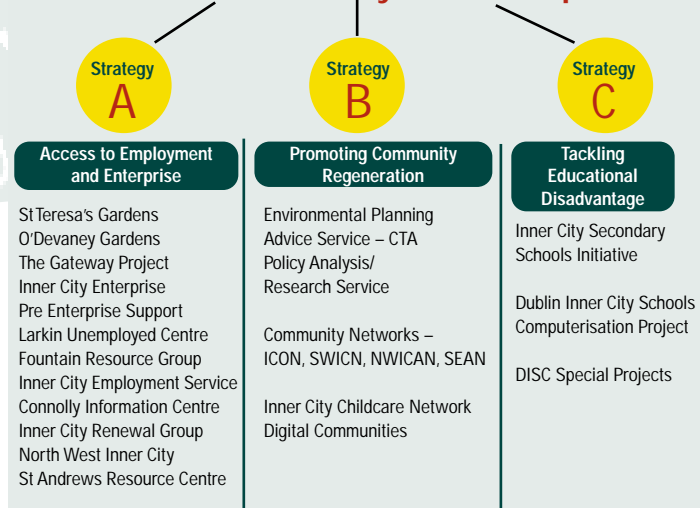 Strategy
A
Access to Employment
and Enterprise
St Teresa's Gardens
O'Devaney Gardens
The Gateway Project
Inner City Enterprise
Pre Enterprise Support
Larkin Unemployed Centre
Fountain Resource Group
Inner City Employment Service
Connolly Information Centre
Inner City Renewal Group
North West Inner City
St Andrews Resource Centre
Strategy
B
Promoting Community
Regeneration
Environmental Planning
Advice Service – CTA
Policy Analysis/
Research Service
Community Networks –
ICON, SWICN, NWICAN, SEAN
Inner City Childcare Network
Digital Communities
Strategy
C
Tackling
Educational
Disadvantage
Inner City Secondary
Schools Initiative
Dublin Inner City Schools
Computerisation Project
DISC Special Projects